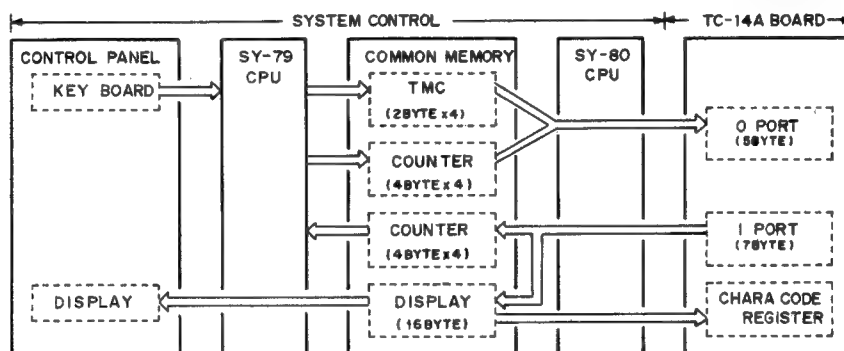 SYSTEM CONTROL
TC-14A BOARD
CONTROL PANEL
KEY BOARD
DISPLAY
SY-79
CPU
COMMON MEMORY
TMC
(2BYTE x 4)
COUNTER
(4BYTE x 4)
COUNTER
(4BYTE x 4)
DISPLAY
(16BYTE)
SY-80
CPU
O PORT
(5BYTE)
I PORT
(7BYTE)
CHARA CODE
REGISTER